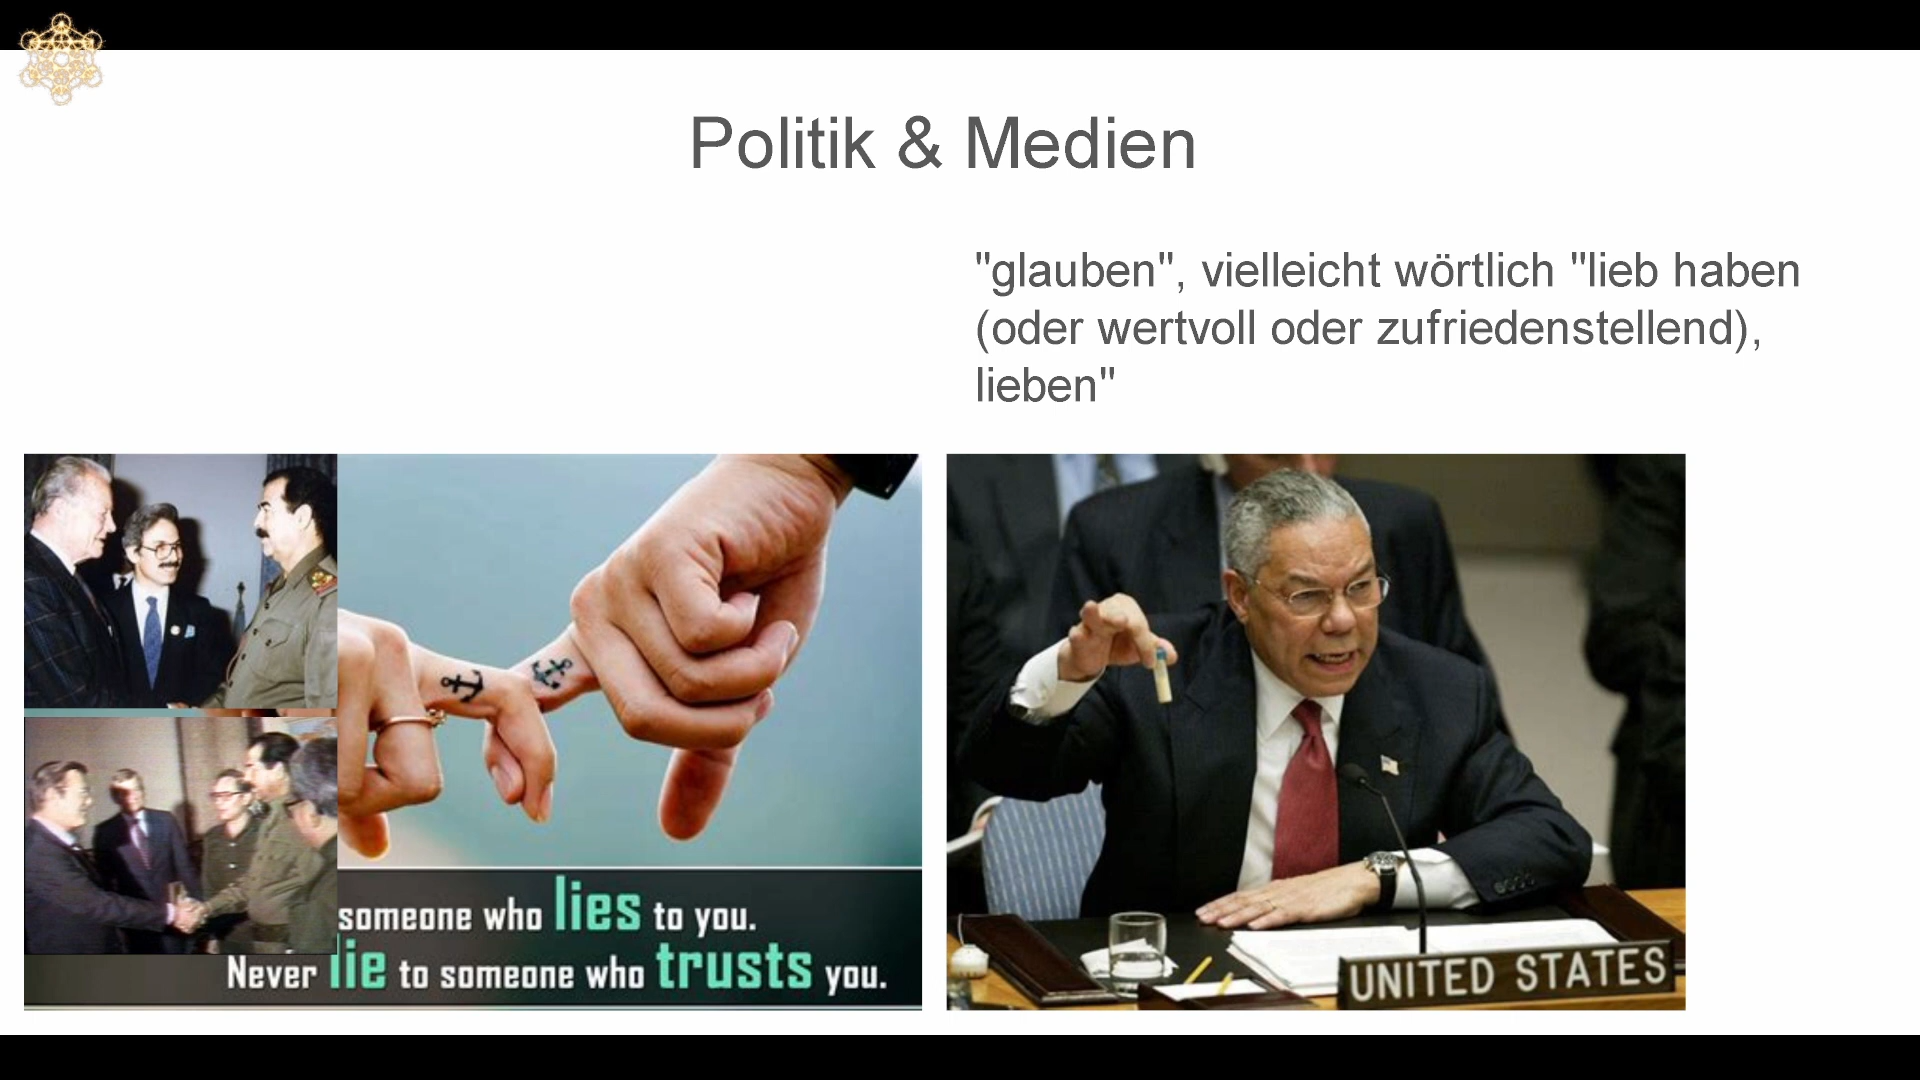 Politik & Medien
"glauben", vielleicht wörtlich "lieb haben
(oder wertvoll oder zufriedenstellend),
lieben"
someone who lies to you.
Never lie to someone who trusts you.
UNITED STATES